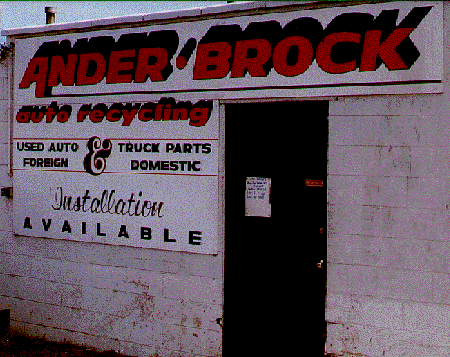 ANDER·BROCK
auto recycling
USED AUTO & TRUCK PARTS
FOREIGN DOMESTIC
Installation
AVAILABLE